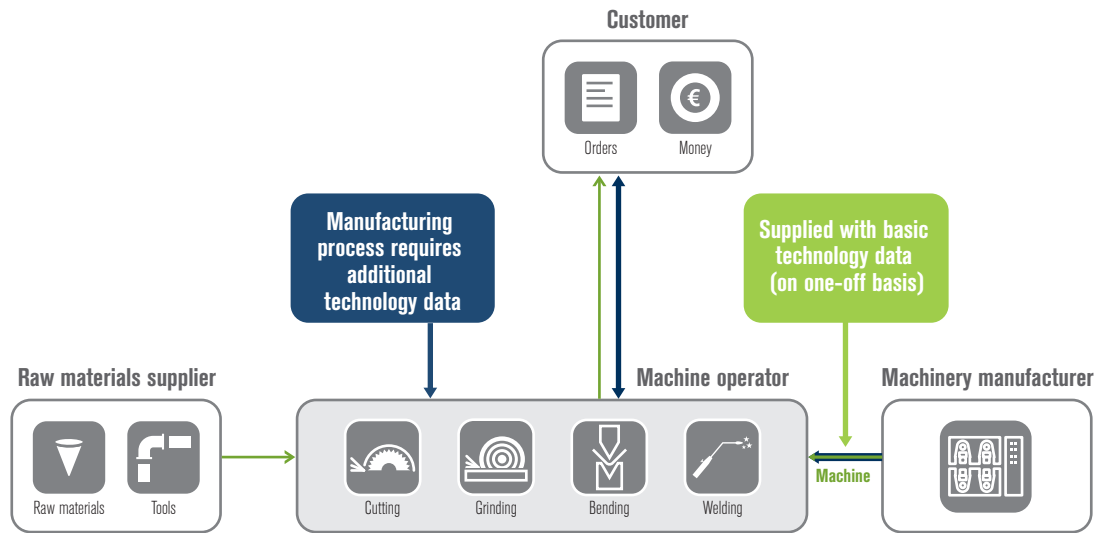 Customer
€
Orders
Money
Manufacturing
process requires
additional
technology data
Supplied with basic
technology data
(on one-off basis)
Raw materials supplier
Machine operator
Machinery manufacturer
Raw materials
Tools
Cutting
Grinding
Bending
Welding
Machine